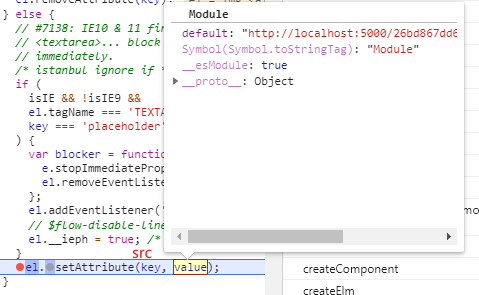 el.removeAttribute(key);
} else {
// #7138: IE10 & 11 fir
// <textarea>... block
// immediately.
/* istanbul ignore if *
if (
isIE && !isIE9 &&
el.tagName === 'TEXTA
key === 'placeholder'
) {
var blocker = function
e.stopImmediateProp
el.removeEventListe
};
el.addEventListener('
// $flow-disable-line
el.__ieph = true; /*
}
src
el.setAttribute(key, value);
}
Module
default: "http://localhost:5000/26bd867dd6
Symbol(Symbol.toStringTag): "Module"
__esModule: true
__proto__: Object
mo
createComponent
createElm